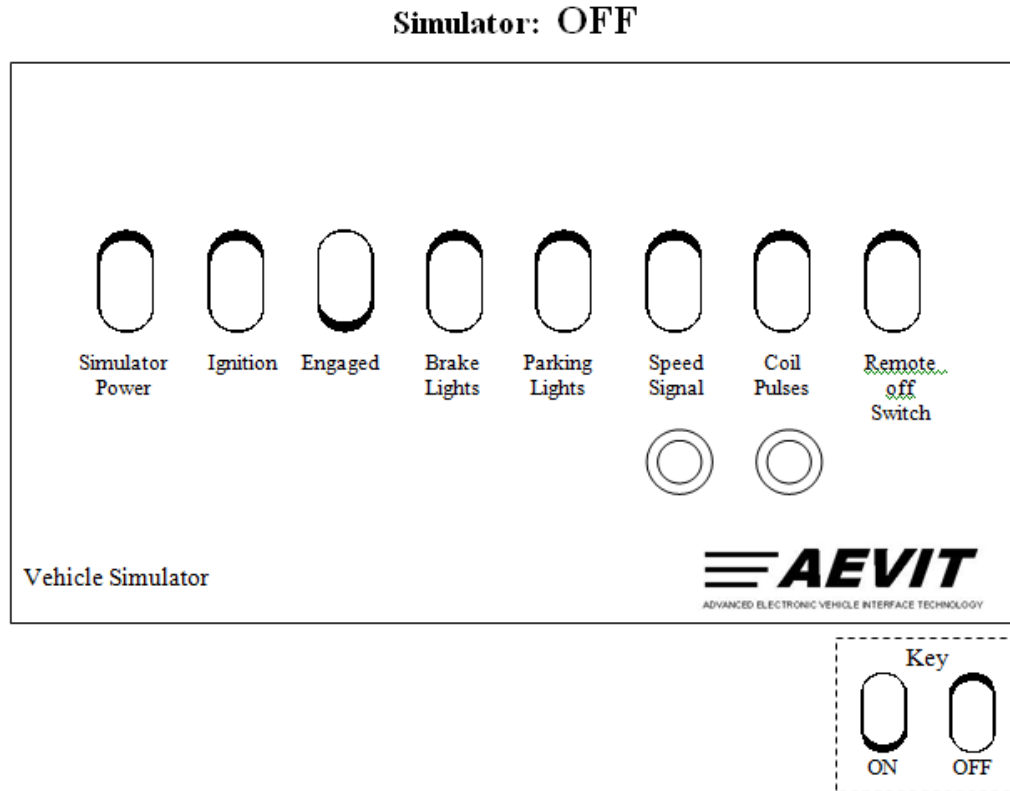 Simulator: OFF
Simulator Power
Ignition
Engaged
Brake Lights
Parking Lights
Speed Signal
Coil Pulses
Remote off Switch
Vehicle Simulator
AEVIT
ADVANCED ELECTRONIC VEHICLE INTERFACE TECHNOLOGY
Key
ON OFF